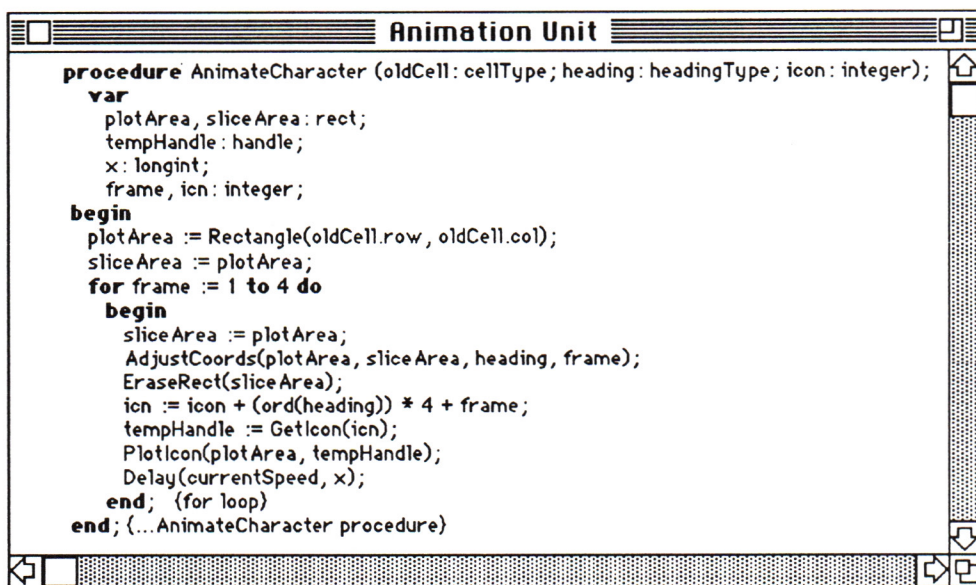 Animation Unit
procedure AnimateCharacter (oldCell: cellType; heading: headingType; icon: integer);
var
plotArea, sliceArea: rect;
tempHandle: handle;
x: longint;
frame, icn: integer;
begin
plotArea := Rectangle(oldCell.row, oldCell.col);
sliceArea := plotArea;
for frame := 1 to 4 do
begin
sliceArea := plotArea;
AdjustCoords(plotArea, sliceArea, heading, frame);
EraseRect(sliceArea);
icn := icon + (ord(heading)) * 4 + frame;
tempHandle := GetIcon(icn);
PlotIcon(plotArea, tempHandle);
Delay(currentSpeed, x);
end; {for loop}
end; {...AnimateCharacter procedure}